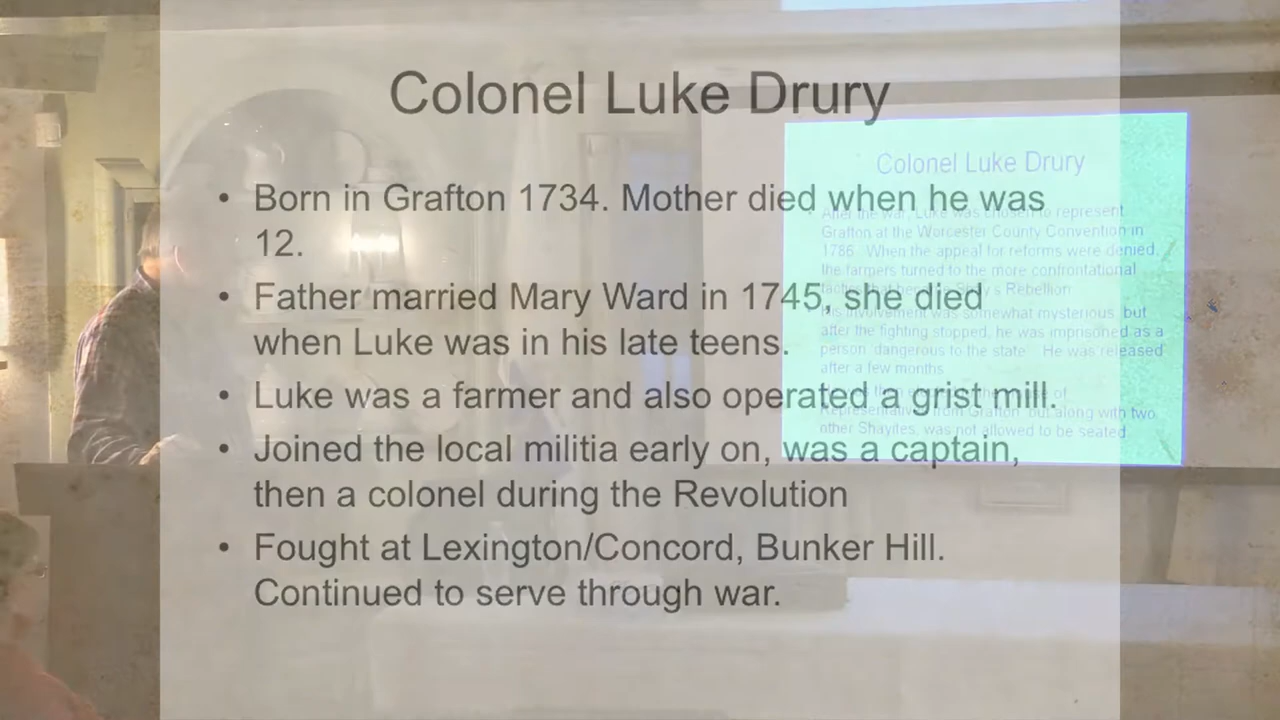 Colonel Luke Drury
• Born in Grafton 1734. Mother died when he was
12.
• Father married Mary Ward in 1745, she died
when Luke was in his late teens.
• Luke was a farmer and also operated a grist mill.
• Joined the local militia early on, was a captain,
then a colonel during the Revolution
• Fought at Lexington/Concord, Bunker Hill.
Continued to serve through war.
Colonel Luke Drury
After the war, Luke was chosen to represent
Grafton at the Worcester County Convention in
1786. When the appeal for reforms were denied,
the farmers turned to the more confrontational
tactics that Shay's Rebellion
His involvement was somewhat mysterious, but
after the fighting stopped, he was imprisoned as a
person "dangerous to the state". He was released
after a few months.
of
Representatives from Grafton, but along with two
other Shayites, was not allowed to be seated.